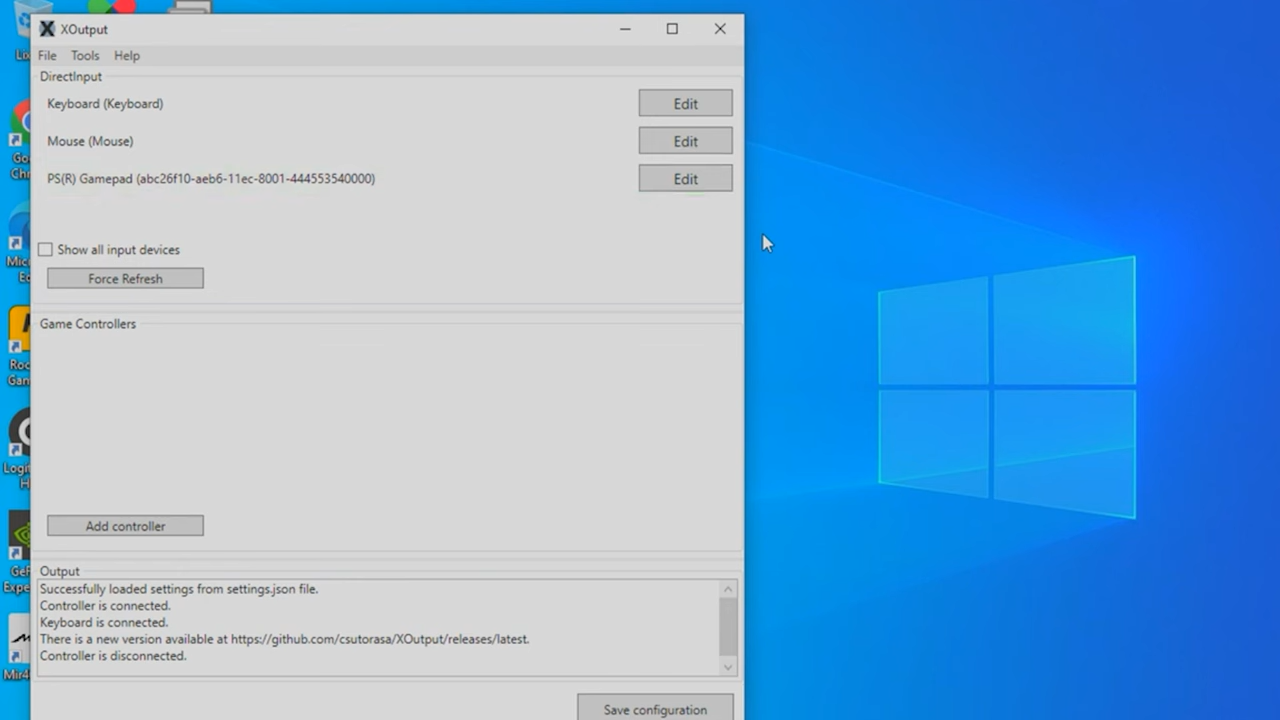 XOutput
File Tools Help
DirectInput
Keyboard (Keyboard) Edit
Mouse (Mouse) Edit
PS(R) Gamepad (abc26f10-aeb6-11ec-8001-444553540000) Edit
Show all input devices
Force Refresh
Game Controllers
Add controller
Output
Successfully loaded settings from settings.json file.
Controller is connected.
Keyboard is connected.
There is a new version available at https://github.com/csutorasa/XOutput/releases/latest.
Controller is disconnected.
Save configuration